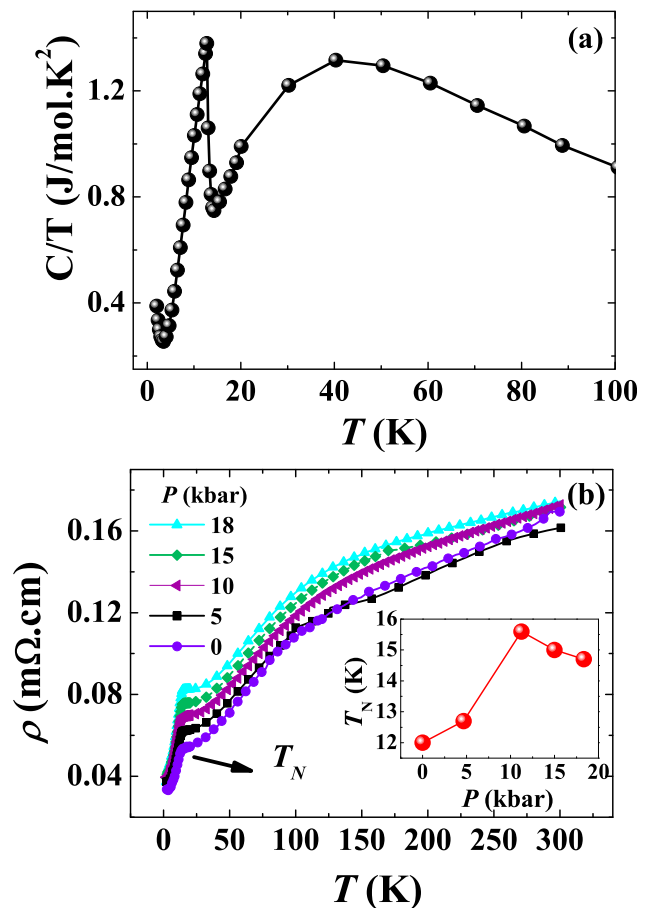 (a)
C/T (J/mol.K²)
1.2
0.8
0.4
0 20 40 60 80 100
T (K)
(b)
P (kbar)
18
15
10
5
0
ρ (mΩ.cm)
0.16
0.12
0.08
0.04
T_N
T_N (K)
16
15
14
13
12
0 5 10 15 20
P (kbar)
0 50 100 150 200 250 300
T (K)